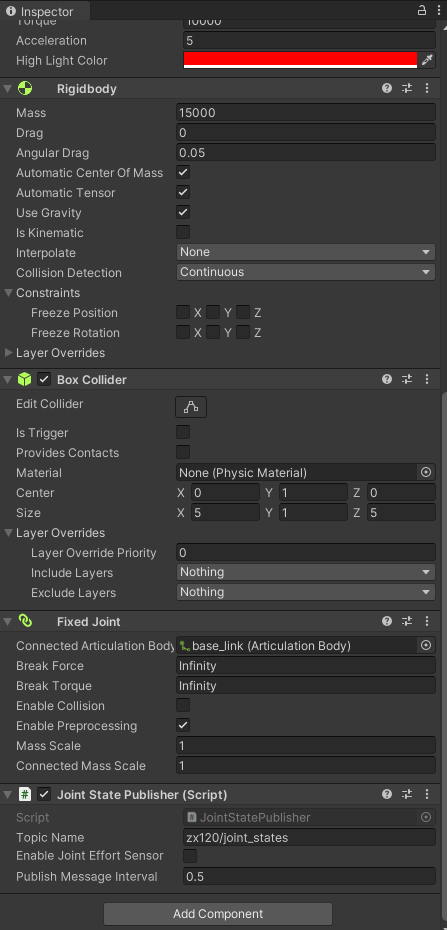 Inspector
Torque 10000
Acceleration 5
High Light Color
Rigidbody
Mass 15000
Drag 0
Angular Drag 0.05
Automatic Center Of Mass
Automatic Tensor
Use Gravity
Is Kinematic
Interpolate None
Collision Detection Continuous
Constraints
Freeze Position X Y Z
Freeze Rotation X Y Z
Layer Overrides
Box Collider
Edit Collider
Is Trigger
Provides Contacts
Material None (Physic Material)
Center X 0 Y 1 Z 0
Size X 5 Y 1 Z 5
Layer Overrides
Layer Override Priority 0
Include Layers Nothing
Exclude Layers Nothing
Fixed Joint
Connected Articulation Body base_link (Articulation Body)
Break Force Infinity
Break Torque Infinity
Enable Collision
Enable Preprocessing
Mass Scale 1
Connected Mass Scale 1
Joint State Publisher (Script)
Script JointStatePublisher
Topic Name zx120/joint_states
Enable Joint Effort Sensor
Publish Message Interval 0.5
Add Component